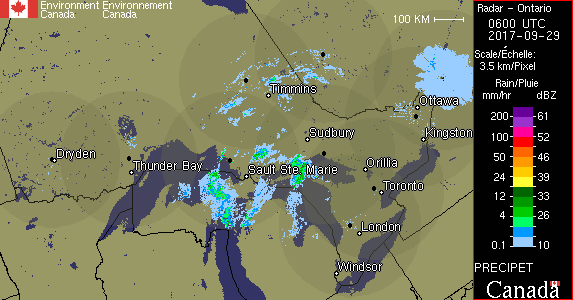 Environment Environnement
Canada Canada
100 KM
Timmins
Ottawa
Sudbury
Kingston
Dryden
Thunder Bay
Sault Ste. Marie
Orillia
Toronto
London
Windsor
Radar - Ontario
0600 UTC
2017-09-29
Scale/Échelle:
3.5 km/Pixel
Rain/Pluie
mm/hr dBZ
200 61
100 52
50 46
24 39
12 33
4 26
0.1 10
PRECIPET
Canada